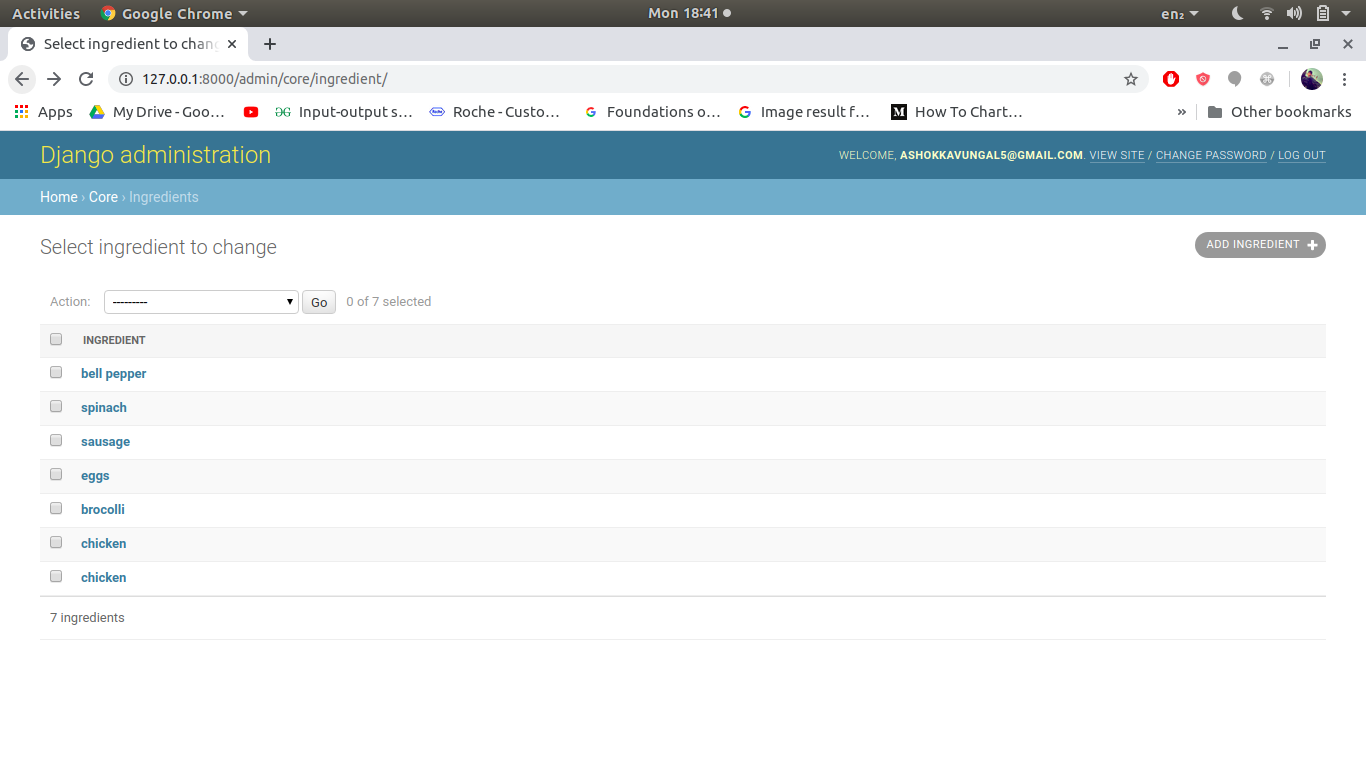 Activities Google Chrome Mon 18:41 en₂
Select ingredient to chang
127.0.0.1:8000/admin/core/ingredient/
Apps My Drive - Goo… Input-output s… Roche - Custo… Foundations o… Image result f… M How To Chart… » Other bookmarks
Django administration WELCOME, ASHOKKAVUNGAL5@GMAIL.COM. VIEW SITE / CHANGE PASSWORD / LOG OUT
Home › Core › Ingredients
Select ingredient to change ADD INGREDIENT +
Action: --------- Go 0 of 7 selected
INGREDIENT
bell pepper
spinach
sausage
eggs
brocolli
chicken
chicken
7 ingredients